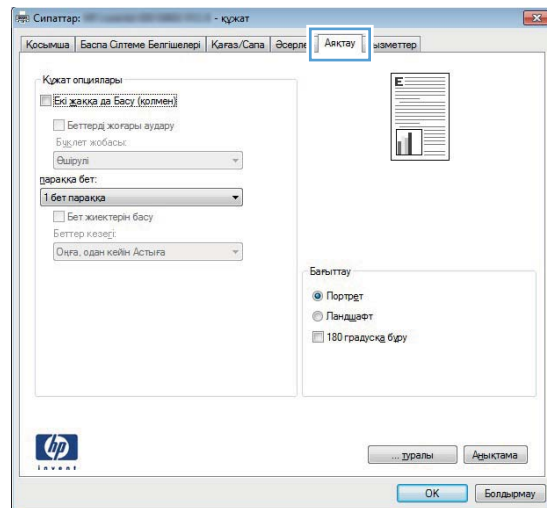 Сипаттар: - құжат
Қосымша Баспа Сілтеме Белгішелері Қағаз/Сапа Әсерле Аяқтау ызметтер
Құжат опциялары
Екі жаққа да Басу (қолмен)
Беттерді жоғары аудару
Буклет жобасы:
Өшірулі
параққа бет:
1 бет параққа
Бет жиектерін басу
Беттер кезегі:
Оңға, одан кейін Астыға
E
Бағыттау
Портрет
Ландшафт
180 градусқа бұру
hp
invent
... туралы Анықтама
OK Болдырмау